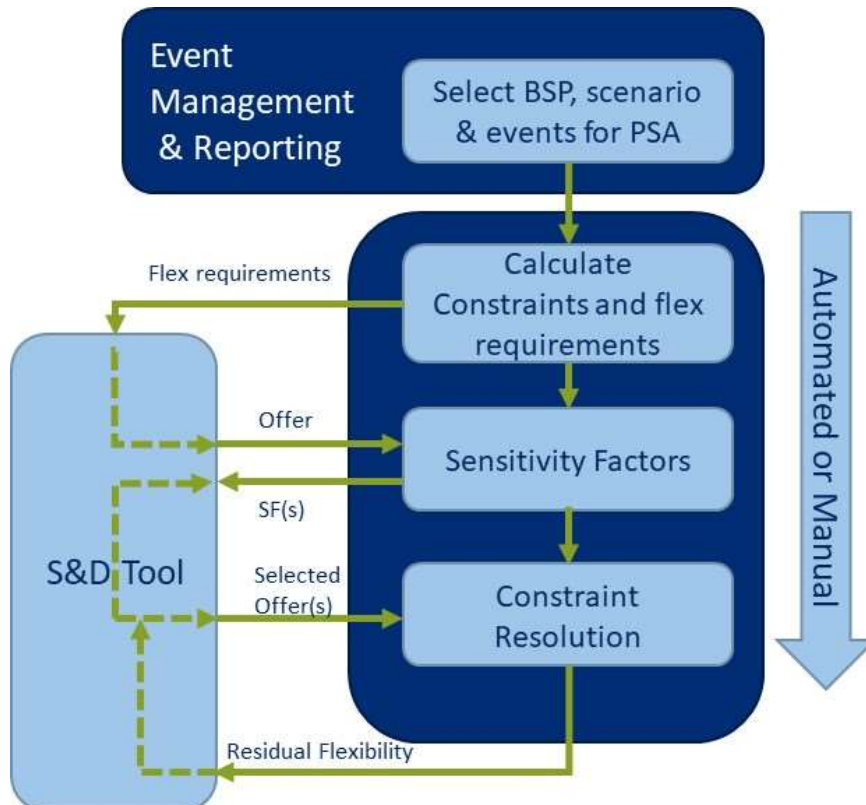 Event
Management
& Reporting
Select BSP, scenario
& events for PSA
Flex requirements
Calculate
Constraints and flex
requirements
Offer
Sensitivity Factors
SF(s)
S&D Tool
Selected
Offer(s)
Constraint
Resolution
Residual Flexibility
Automated or Manual